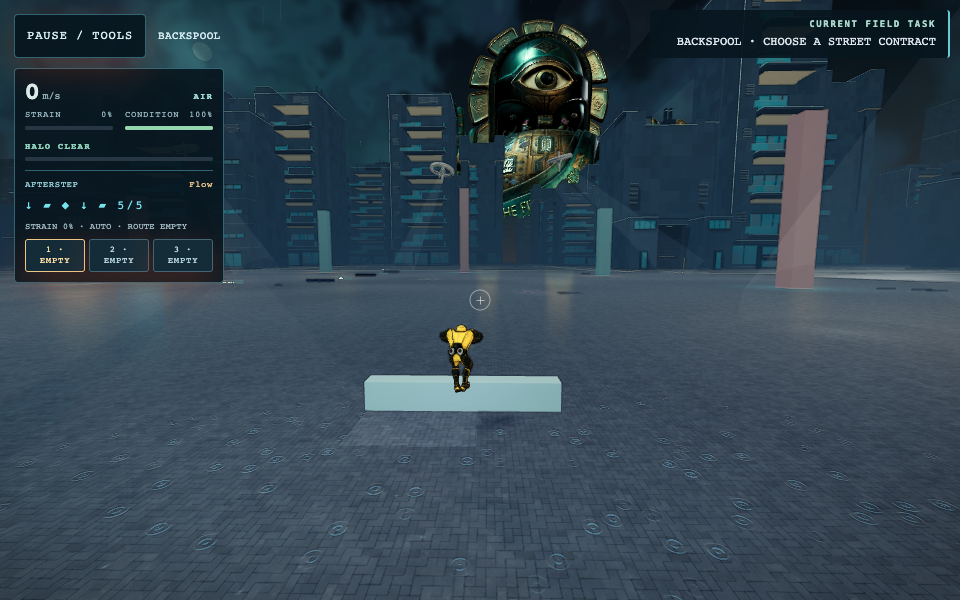 PAUSE / TOOLS
BACKSPOOL
CURRENT FIELD TASK
BACKSPOOL · CHOOSE A STREET CONTRACT
0 m/s
AIR
STRAIN 0%
CONDITION 100%
HALO CLEAR
AFTERSTEP
Flow
5/5
STRAIN 0% · AUTO · ROUTE EMPTY
1 · EMPTY
2 · EMPTY
3 · EMPTY